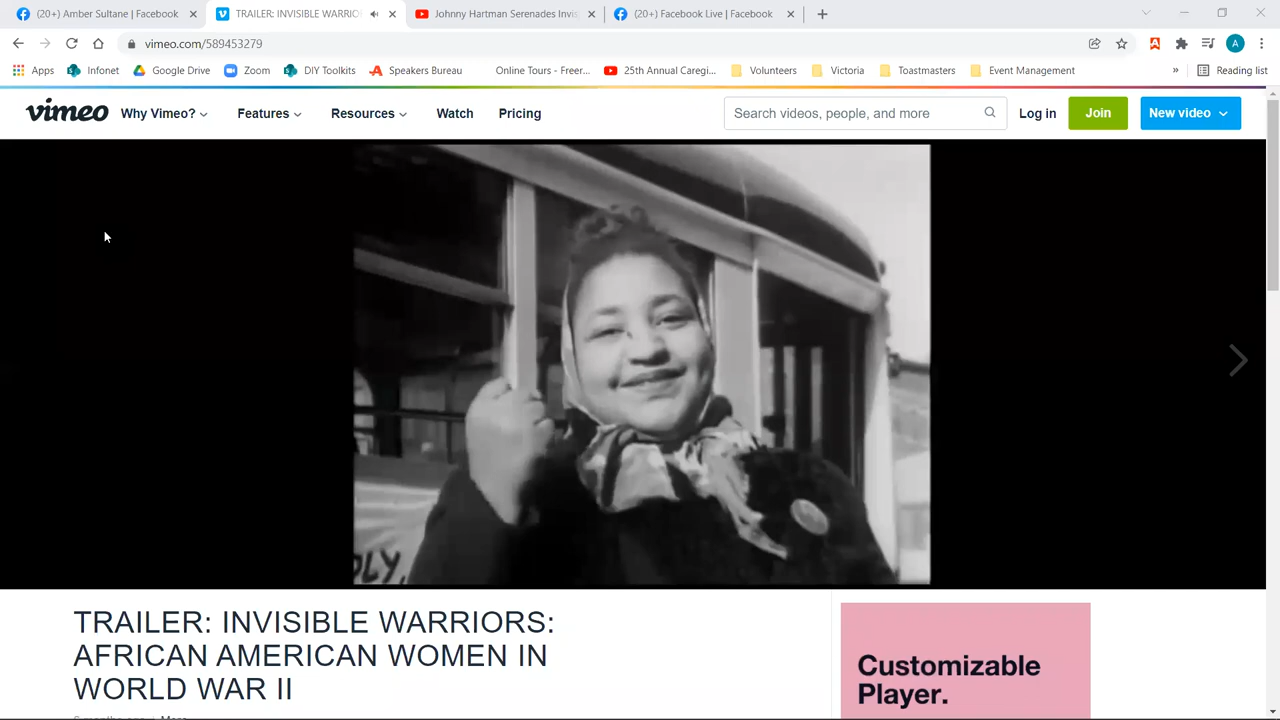 (20+) Amber Sultane | Facebook
TRAILER: INVISIBLE WARRIO
Johnny Hartman Serenades Invis
(20+) Facebook Live | Facebook
vimeo.com/589453279
A
Apps
Infonet
Google Drive
Zoom
DIY Toolkits
Speakers Bureau
Online Tours - Freer...
25th Annual Caregi...
Volunteers
Victoria
Toastmasters
Event Management
»
Reading list
vimeo
Why Vimeo?
Features
Resources
Watch
Pricing
Search videos, people, and more
Log in
Join
New video
TRAILER: INVISIBLE WARRIORS:
AFRICAN AMERICAN WOMEN IN
WORLD WAR II
Customizable
Player.